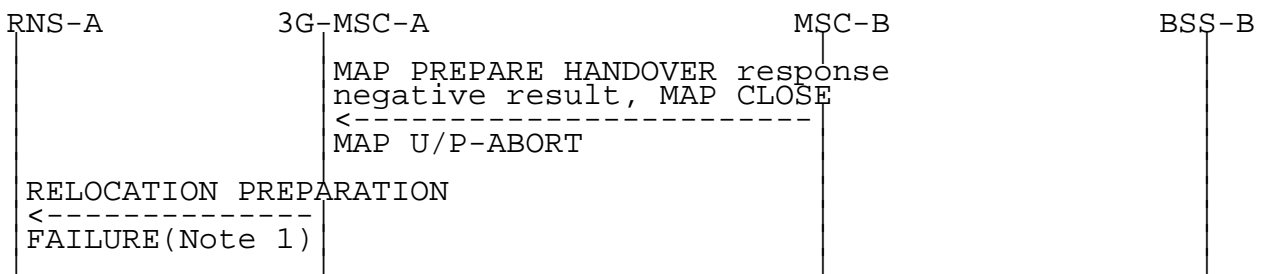 RNS-A 3G-MSC-A MSC-B BSS-B
MAP PREPARE HANDOVER response
negative result, MAP CLOSE
<------------------------
MAP U/P-ABORT
RELOCATION PREPARATION
<--------------
FAILURE(Note 1)